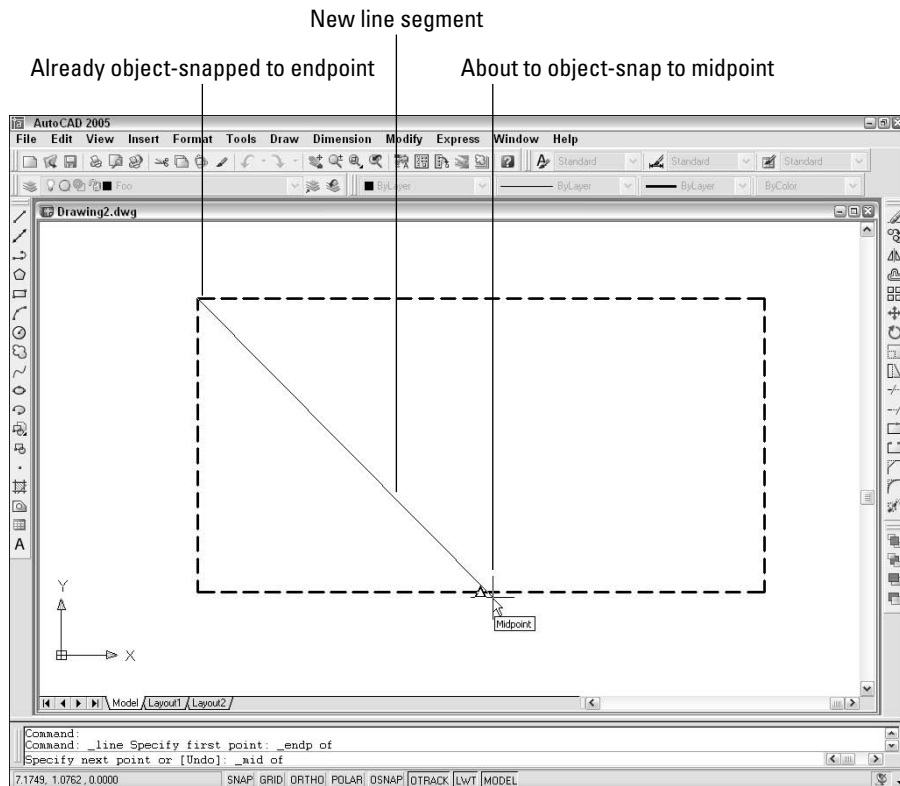 New line segment
Already object-snapped to endpoint
About to object-snap to midpoint
AutoCAD 2005
File Edit View Insert Format Tools Draw Dimension Modify Express Window Help
Standard Standard Standard
Foo ByLayer ByLayer ByLayer ByColor
Drawing2.dwg
A
Midpoint
Y
X
Model Layout1 Layout2
Command:
Command: _line Specify first point: _endp of
Specify next point or [Undo]: _mid of
7.1749, 1.0762, 0.0000 SNAP GRID ORTHO POLAR OSNAP OTRACK LWT MODEL